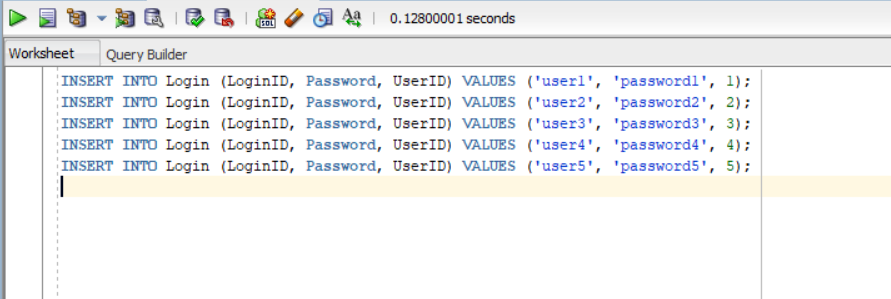 SQL
Aa
0.12800001 seconds
Worksheet
Query Builder
INSERT INTO Login (LoginID, Password, UserID) VALUES ('user1', 'password1', 1);
INSERT INTO Login (LoginID, Password, UserID) VALUES ('user2', 'password2', 2);
INSERT INTO Login (LoginID, Password, UserID) VALUES ('user3', 'password3', 3);
INSERT INTO Login (LoginID, Password, UserID) VALUES ('user4', 'password4', 4);
INSERT INTO Login (LoginID, Password, UserID) VALUES ('user5', 'password5', 5);